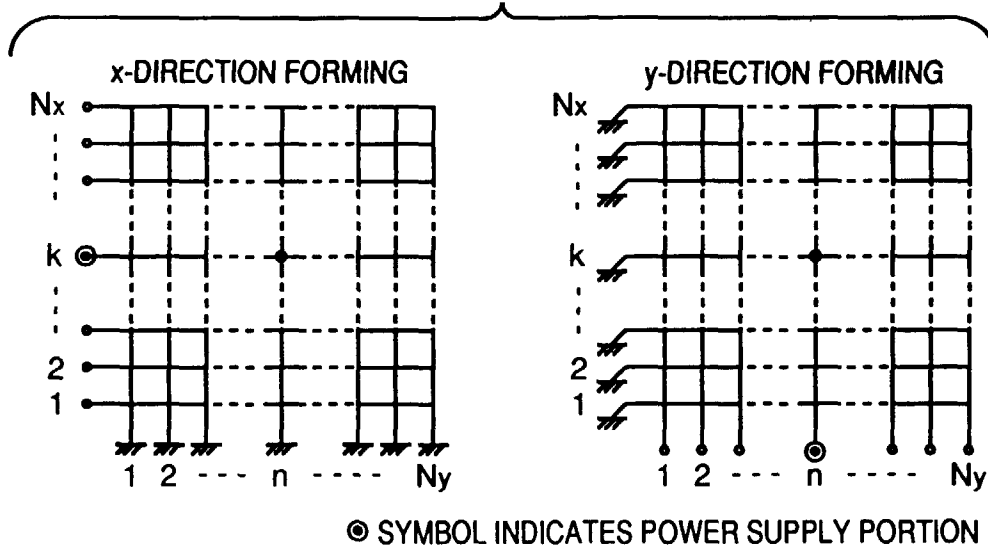 x-DIRECTION FORMING
Nx
k
2
1
1 2 n Ny
y-DIRECTION FORMING
Nx
k
2
1
1 2 n Ny
◉ SYMBOL INDICATES POWER SUPPLY PORTION